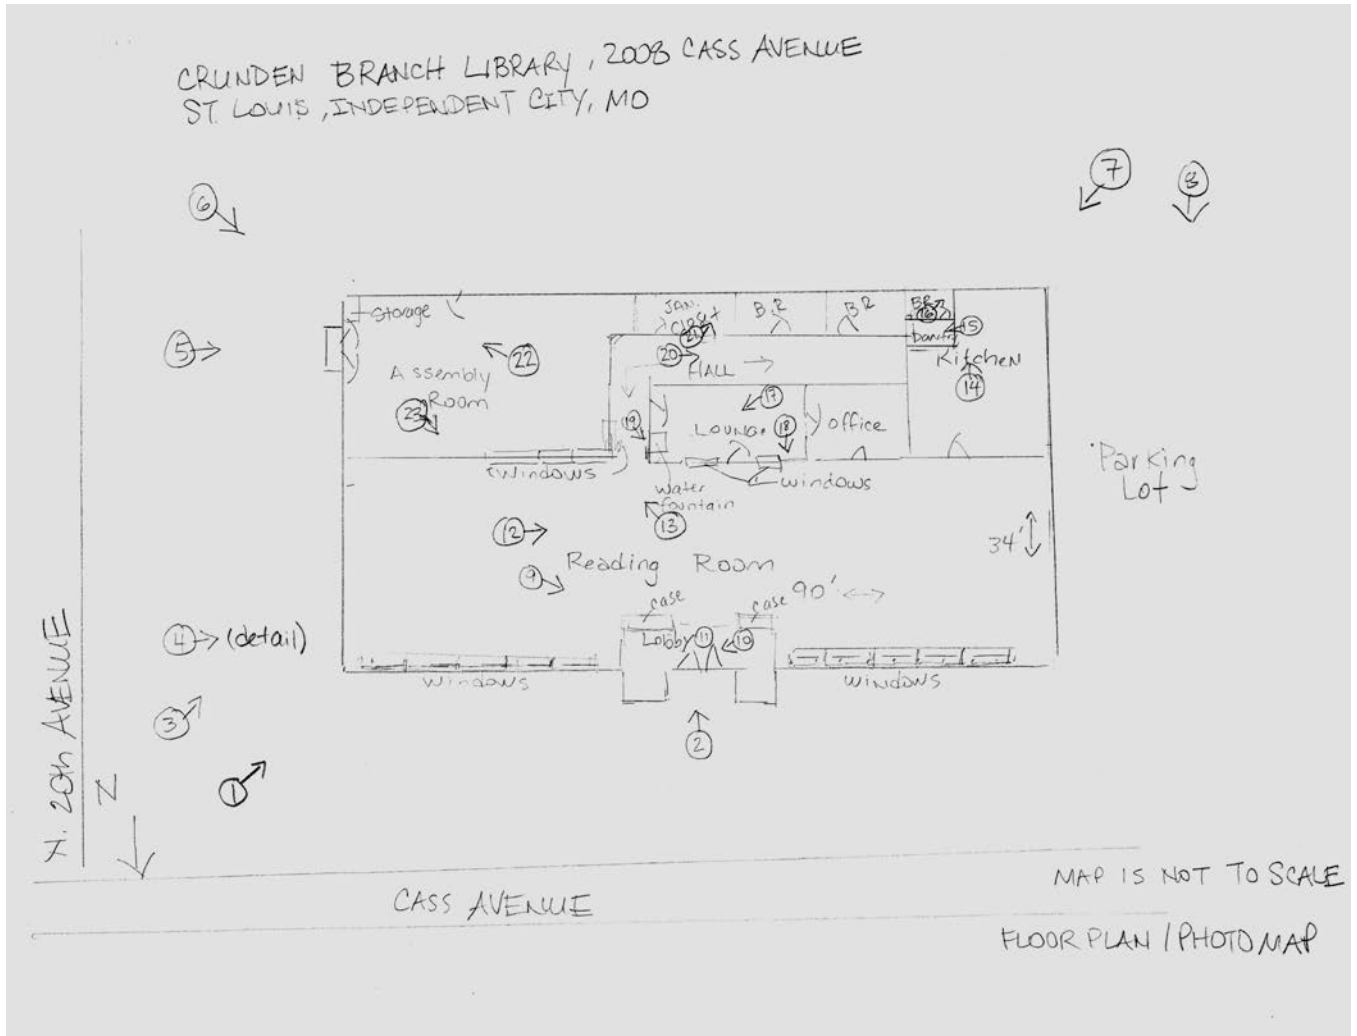 CRUNDEN BRANCH LIBRARY, 2008 CASS AVENUE
ST. LOUIS, INDEPENDENT CITY, MO
7
8
6
Storage
JAN.
CLOSET
B.R
B.R
B.R
16
5
22
21
20
HALL
Pantry
15
Kitchen
14
Assembly
Room
23
19
17
LOUNGE
18
Office
windows
water
fountain
windows
Parking
Lot
12
13
34'
9
Reading Room
case
case
90'
4
(detail)
Lobby
11
10
windows
windows
3
2
1
N. 20th AVENUE
N
CASS AVENUE
MAP IS NOT TO SCALE
FLOOR PLAN / PHOTO MAP